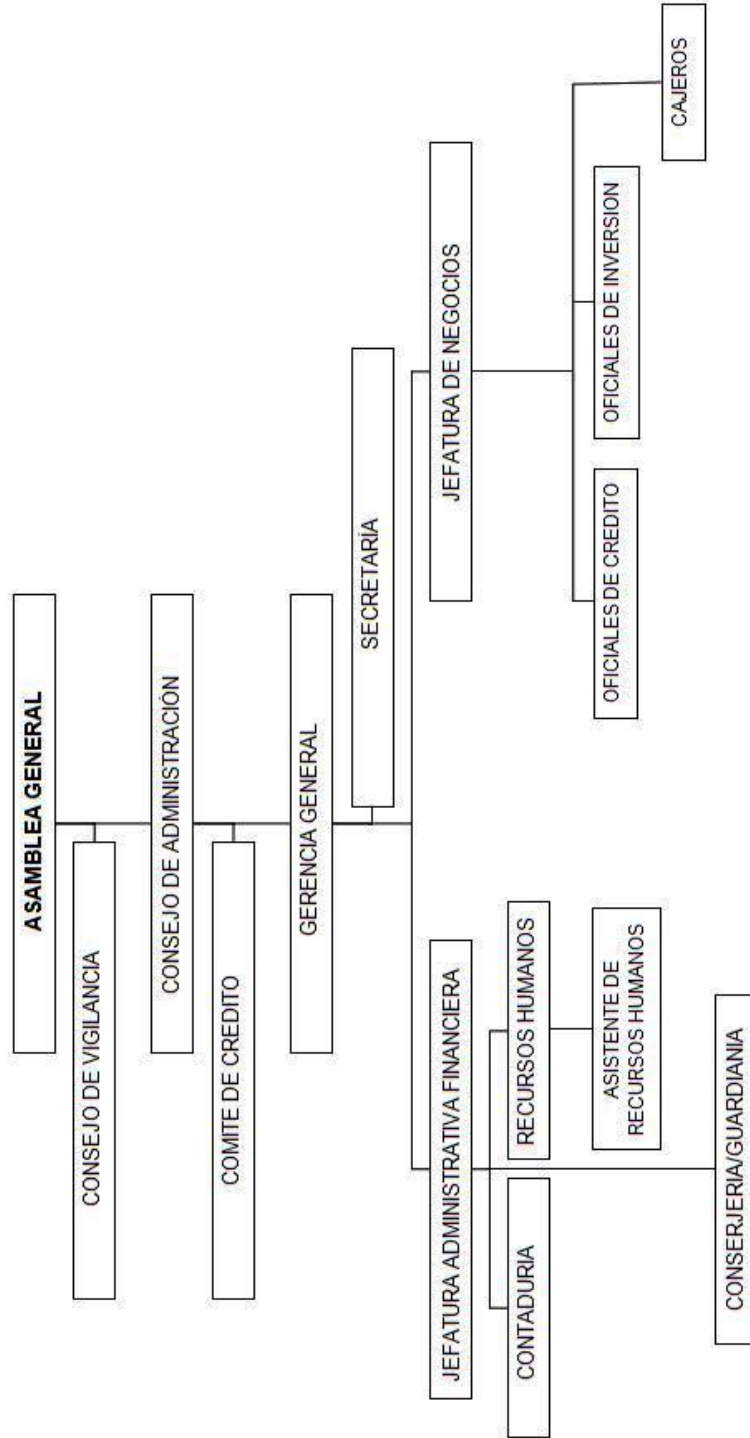 ASAMBLEA GENERAL
CONSEJO DE VIGILANCIA
CONSEJO DE ADMINISTRACIÓN
COMITE DE CREDITO
GERENCIA GENERAL
SECRETARÍA
JEFATURA ADMINISTRATIVA FINANCIERA
JEFATURA DE NEGOCIOS
CONTADURIA
RECURSOS HUMANOS
ASISTENTE DE
RECURSOS HUMANOS
OFICIALES DE CREDITO
OFICIALES DE INVERSION
CAJEROS
CONSERJERIA/GUARDIANIA